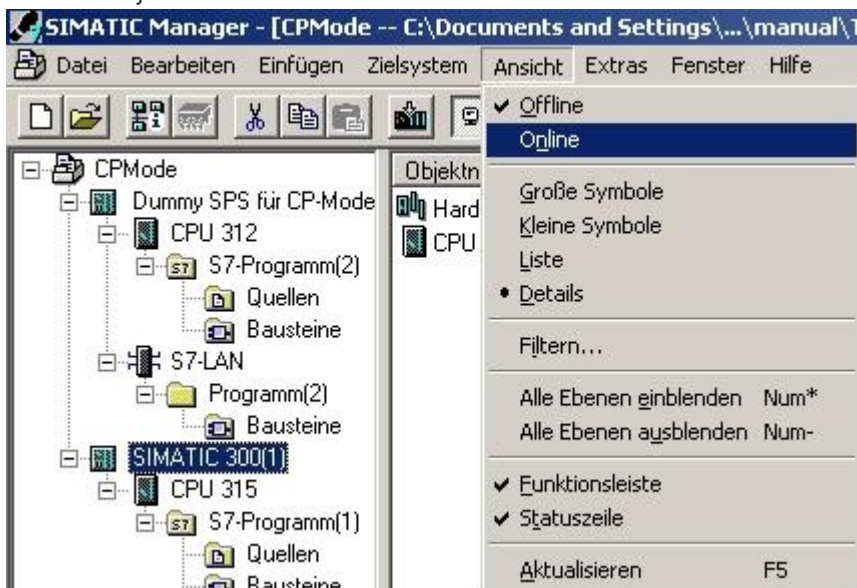 SIMATIC Manager - [CPMode -- C:\Documents and Settings\...\manual\
Datei Bearbeiten Einfügen Zielsystem Ansicht Extras Fenster Hilfe
CPMode
Dummy SPS für CP-Mode
CPU 312
S7-Programm(2)
Quellen
Bausteine
S7-LAN
Programm(2)
Bausteine
SIMATIC 300(1)
CPU 315
S7-Programm(1)
Quellen
Bausteine
Objektn
Hard
CPU
Offline
Online
Große Symbole
Kleine Symbole
Liste
Details
Filtern...
Alle Ebenen einblenden Num*
Alle Ebenen ausblenden Num-
Funktionsleiste
Statuszeile
Aktualisieren F5